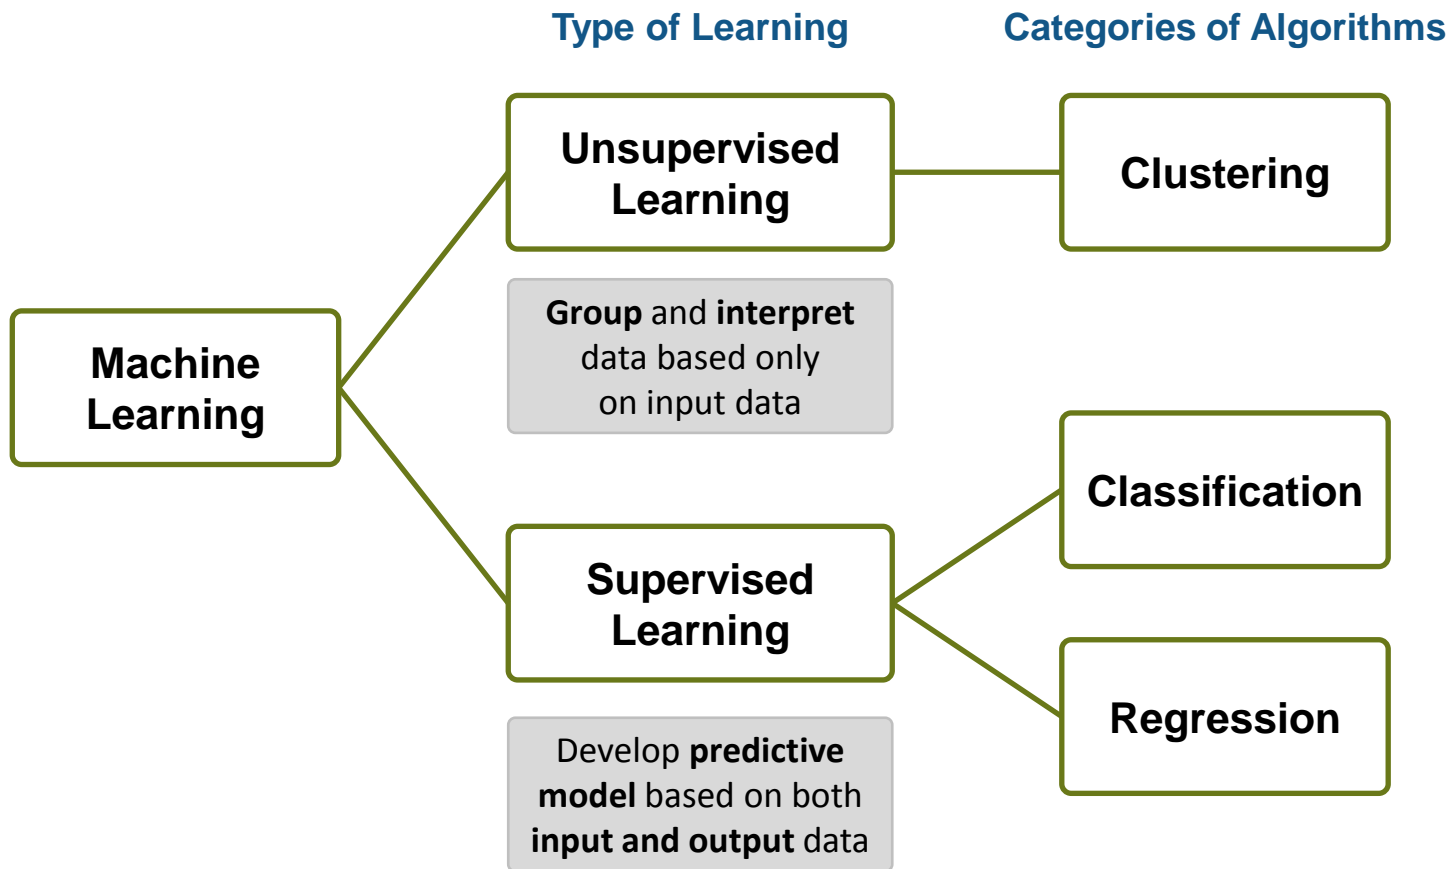 Type of Learning
Categories of Algorithms
Unsupervised
Learning
Clustering
Group and interpret
data based only
on input data
Machine
Learning
Classification
Supervised
Learning
Regression
Develop predictive
model based on both
input and output data